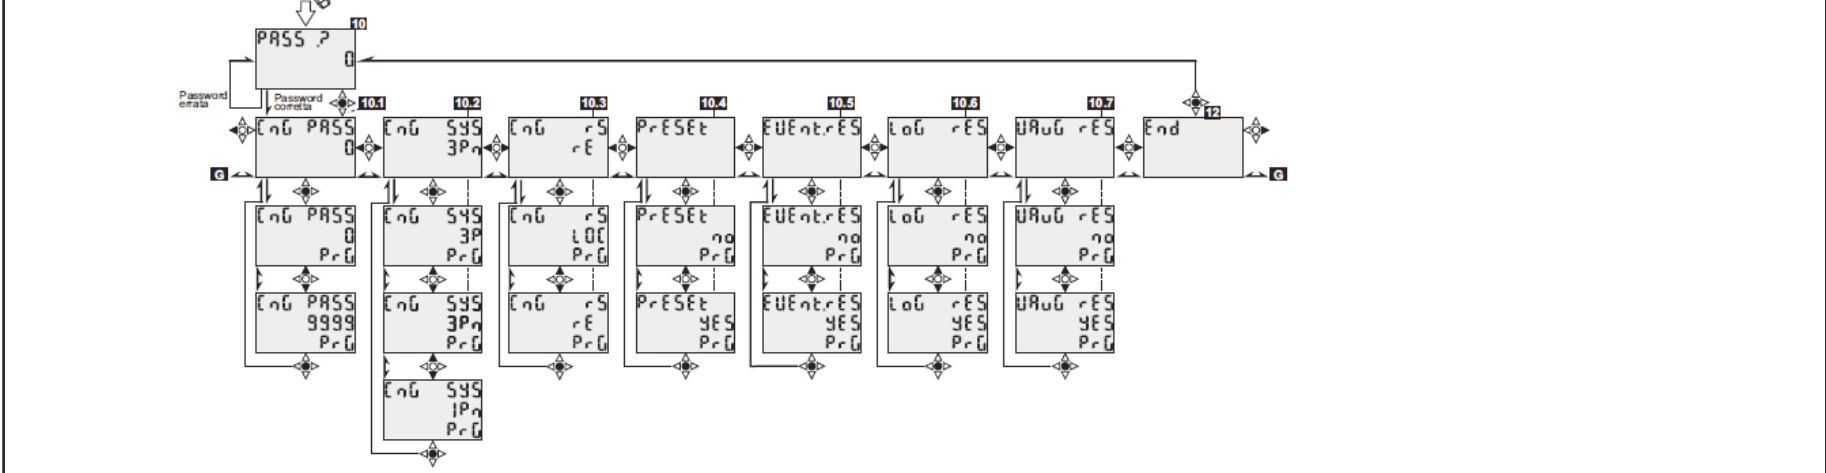 10
PASS .?
0
Password
errata
Password
corretta
10.1
10.2
10.3
10.4
10.5
10.6
10.7
12
CnG PASS
0
CnG SYS
3Pn
CnG rS
rE
PrESEt
EVEnt.rES
LoG rES
VAvG rES
End
G
G
CnG PASS
0
PrG
CnG SYS
3P
PrG
CnG rS
LOC
PrG
PrESEt
no
PrG
EVEnt.rES
no
PrG
LoG rES
no
PrG
VAvG rES
no
PrG
CnG PASS
9999
PrG
CnG SYS
3Pn
PrG
CnG rS
rE
PrG
PrESEt
YES
PrG
EVEnt.rES
YES
PrG
LoG rES
YES
PrG
VAvG rES
YES
PrG
CnG SYS
1Pn
PrG